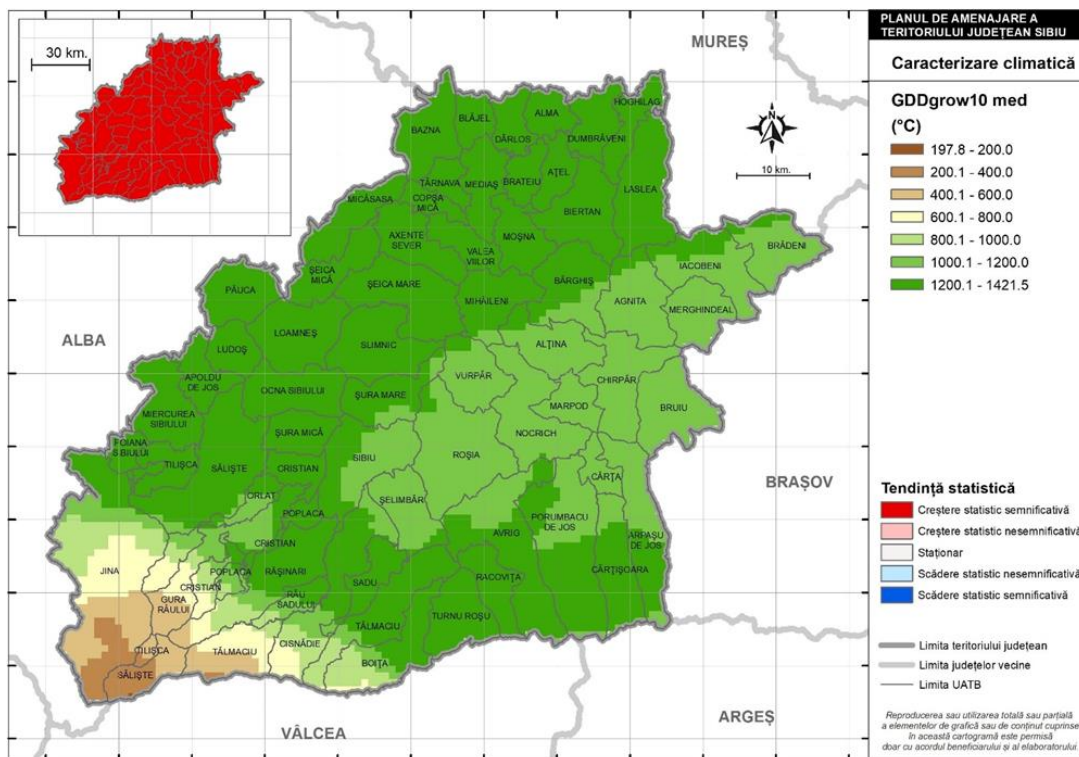 PLANUL DE AMENAJARE A
TERITORIULUI JUDEȚEAN SIBIU
Caracterizare climatică
GDDgrow10 med
(°C)
197.8 - 200.0
200.1 - 400.0
400.1 - 600.0
600.1 - 800.0
800.1 - 1000.0
1000.1 - 1200.0
1200.1 - 1421.5
30 km.
MUREȘ
N
10 km.
HOGHILAG
ALMA
BLĂJEL
BAZNA
DÂRLOS
DUMBRĂVENI
AȚEL
TÂRNAVA
MEDIAȘ
BRATEIU
LASLEA
MICĂSASA
COPȘA
MICĂ
BIERTAN
AXENTE
SEVER
MOȘNA
VALEA
VIILOR
BRĂDENI
IACOBENI
ȘEICA
MICĂ
ȘEICA MARE
BÂRGHIȘ
PĂUCA
MIHĂILENI
AGNITA
MERGHINDEAL
ALBA
LOAMNEȘ
SLIMNIC
ALȚINA
LUDOȘ
VURPĂR
CHIRPĂR
APOLDU
DE JOS
OCNA SIBIULUI
ȘURA MARE
MARPOD
BRUIU
MIERCUREA
SIBIULUI
ȘURA MICĂ
NOCRICH
POIANA
SIBIULUI
TILIȘCA
SĂLIȘTE
CRISTIAN
SIBIU
ROȘIA
CÂRȚA
BRAȘOV
ORLAT
ȘELIMBĂR
POPLACA
PORUMBACU
DE JOS
AVRIG
ARPAȘU
DE JOS
CRISTIAN
JINA
POPLACA
RĂȘINARI
CÂRȚIȘOARA
CRISTIAN
SADU
RACOVIȚA
GURA
RÂULUI
RÂU
SADULUI
TURNU ROȘU
TĂLMACIU
CISNĂDIE
TILIȘCA
TĂLMACIU
BOIȚA
SĂLIȘTE
ARGEȘ
VÂLCEA
Tendință statistică
Creștere statistic semnificativă
Creștere statistic nesemnificativă
Staționar
Scădere statistic nesemnificativă
Scădere statistic semnificativă
Limita teritoriului județean
Limita județelor vecine
Limita UATB
Reproducerea sau utilizarea totală sau parțială
a elementelor de grafică sau de conținut cuprinse
în această cartogramă este permisă
doar cu acordul beneficiarului și al elaboratorului.